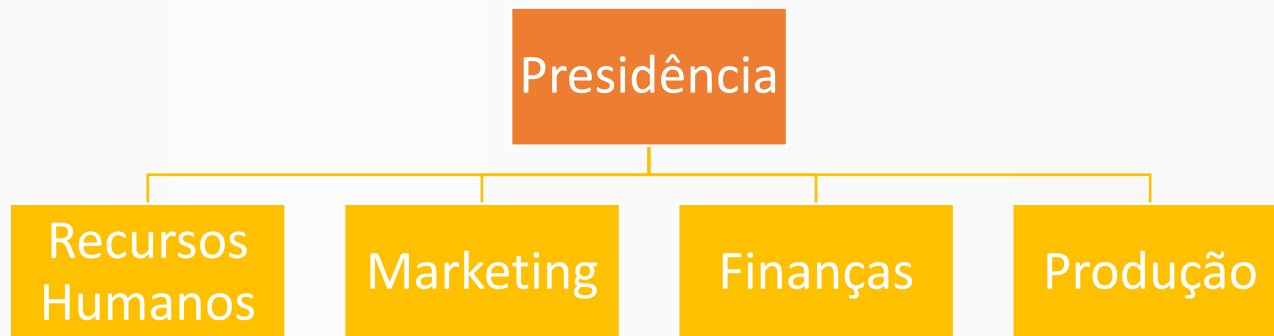 Presidência
Recursos
Humanos
Marketing
Finanças
Produção